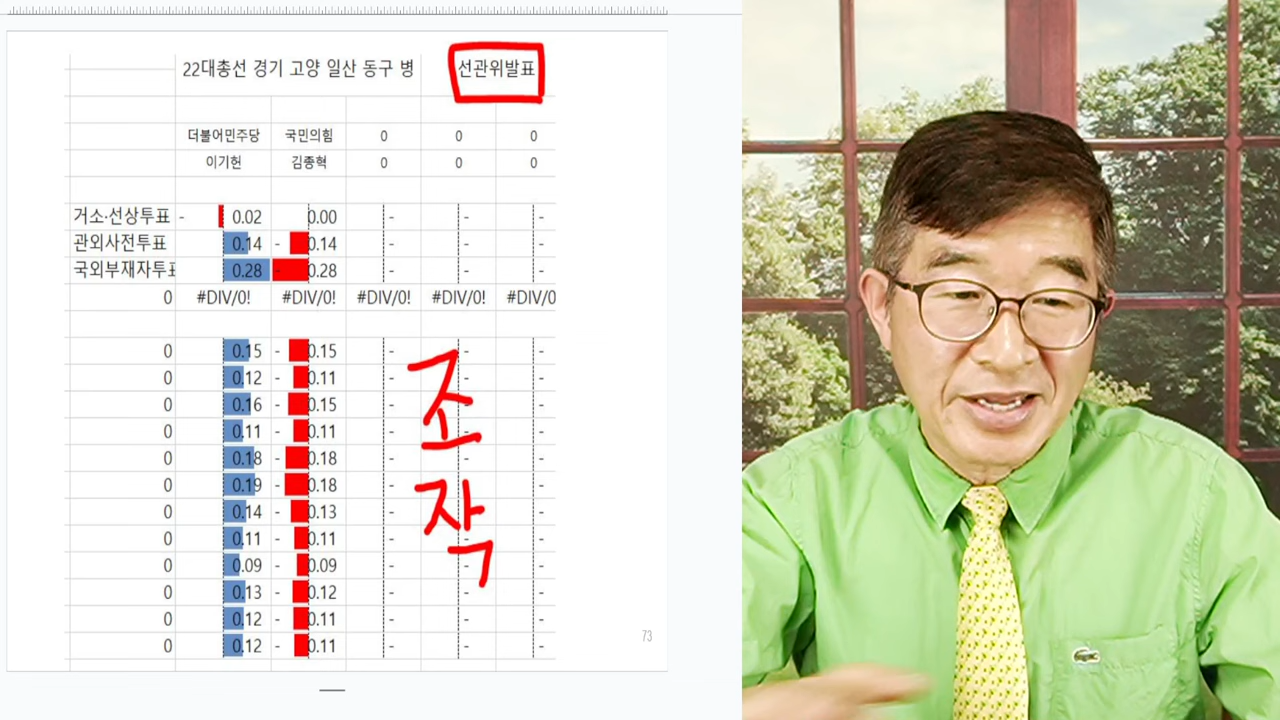 22대총선 경기 고양 일산 동구 병 선관위발표
더불어민주당 국민의힘 0 0 0
이기헌 김종혁 0 0 0
거소·선상투표 - 0.02 0.00 - - -
관외사전투표 0.14 - 0.14 - - -
국외부재자투표 0.28 - 0.28 - - -
0 #DIV/0! #DIV/0! #DIV/0! #DIV/0! #DIV/0
0 0.15 - 0.15 - - -
0 0.12 - 0.11 - - -
0 0.16 - 0.15 - - -
0 0.11 - 0.11 - - -
0 0.18 - 0.18 - - -
0 0.19 - 0.18 - - -
0 0.14 - 0.13 - - -
0 0.11 - 0.11 - - -
0 0.09 - 0.09 - - -
0 0.13 - 0.12 - - -
0 0.12 - 0.11 - - -
0 0.12 - 0.11 - - -
조
작
73